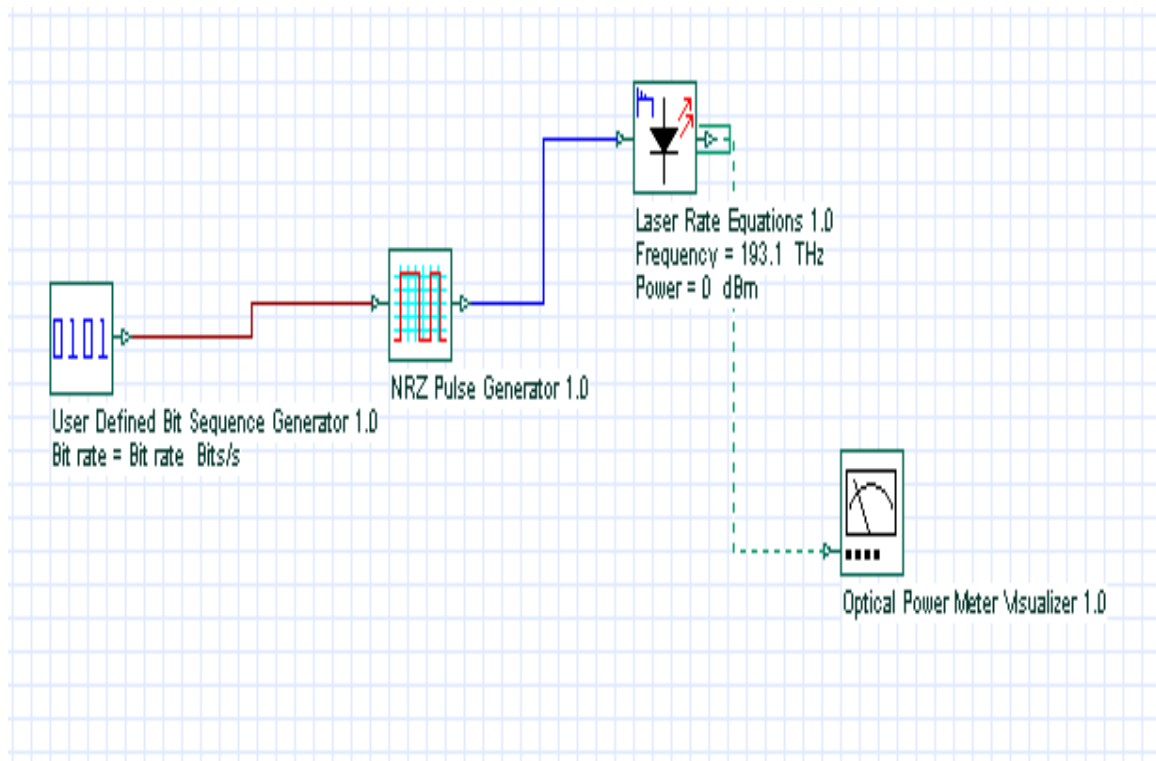 Laser Rate Equations 1.0
Frequency = 193.1 THz
Power = 0 dBm
0101
NRZ Pulse Generator 1.0
User Defined Bit Sequence Generator 1.0
Bit rate = Bit rate Bits/s
Optical Power Meter Visualizer 1.0